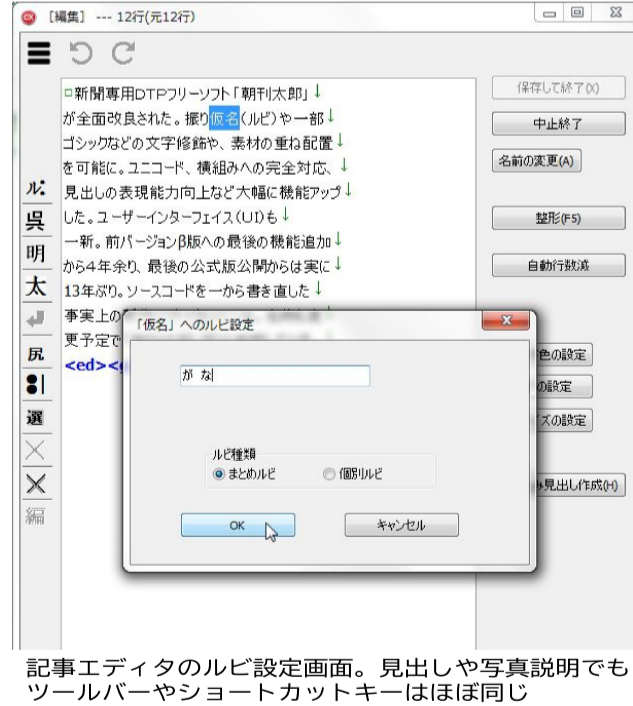 [編集] --- 12行(元12行)
保存して終了(X)
中止終了
名前の変更(A)
整形(F5)
自動行数減
色の設定
の設定
ズの設定
見出し作成(H)
ル
呉
明
太
尻
選
編
□新聞専用DTPフリーソフト「朝刊太郎」↓
が全面改良された。振り仮名(ルビ)や一部↓
ゴシックなどの文字修飾や、素材の重ね配置↓
を可能に。ユニコード、横組みへの完全対応、↓
見出しの表現能力向上など大幅に機能アップ↓
した。ユーザーインターフェイス(UI)も↓
一新。前バージョンβ版への最後の機能追加↓
から4年余り、最後の公式版公開からは実に↓
13年ぶり。ソースコードを一から書き直した↓
事実上の
更予定で
<ed><g
「仮名」へのルビ設定
が な
ルビ種類
まとめルビ
個別ルビ
OK
キャンセル
記事エディタのルビ設定画面。見出しや写真説明でも
ツールバーやショートカットキーはほぼ同じ